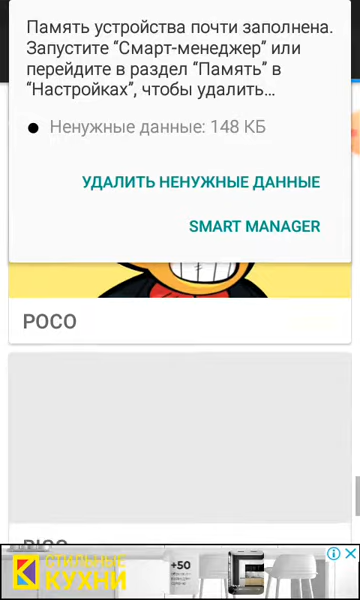 Память устройства почти заполнена.
Запустите “Смарт-менеджер” или
перейдите в раздел “Память” в
“Настройках”, чтобы удалить…
Ненужные данные: 148 КБ
УДАЛИТЬ НЕНУЖНЫЕ ДАННЫЕ
SMART MANAGER
POCO
СТИЛЬНЫЕ
КУХНИ
+50